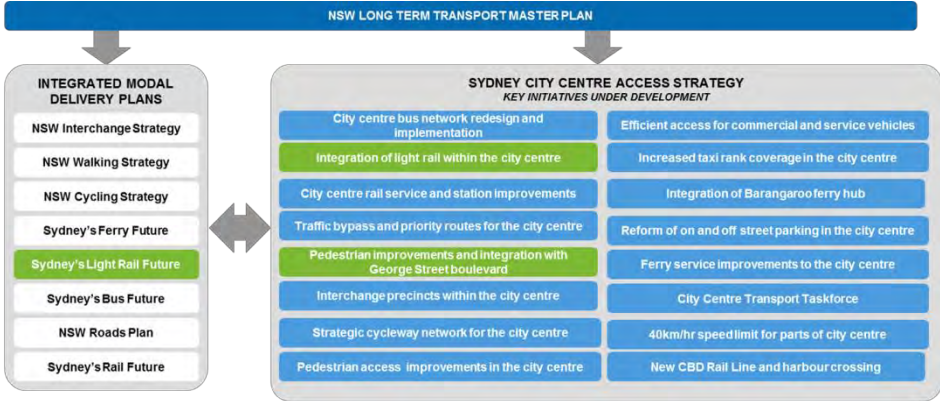 NSW LONG TERM TRANSPORT MASTER PLAN
INTEGRATED MODAL
DELIVERY PLANS
NSW Interchange Strategy
NSW Walking Strategy
NSW Cycling Strategy
Sydney's Ferry Future
Sydney's Light Rail Future
Sydney's Bus Future
NSW Roads Plan
Sydney's Rail Future
SYDNEY CITY CENTRE ACCESS STRATEGY
KEY INITIATIVES UNDER DEVELOPMENT
City centre bus network redesign and
implementation
Integration of light rail within the city centre
City centre rail service and station improvements
Traffic bypass and priority routes for the city centre
Pedestrian improvements and integration with
George Street boulevard
Interchange precincts within the city centre
Strategic cycleway network for the city centre
Pedestrian access improvements in the city centre
Efficient access for commercial and service vehicles
Increased taxi rank coverage in the city centre
Integration of Barangaroo ferry hub
Reform of on and off street parking in the city centre
Ferry service improvements to the city centre
City Centre Transport Taskforce
40km/hr speed limit for parts of city centre
New CBD Rail Line and harbour crossing